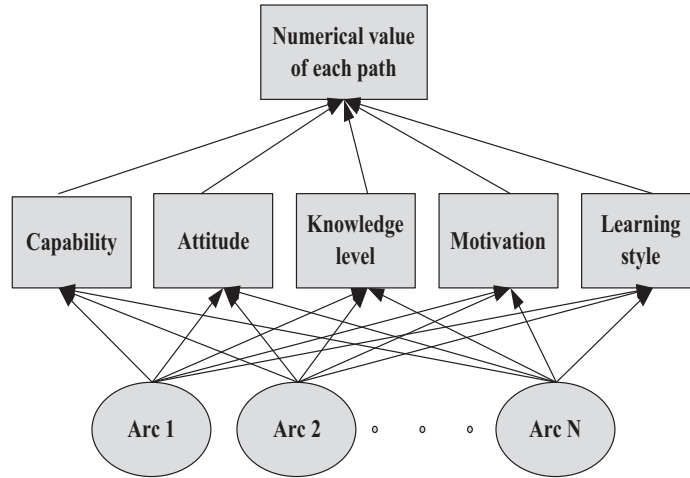 Numerical value
of each path
Capability
Attitude
Knowledge
level
Motivation
Learning
style
Arc 1
Arc 2
Arc N